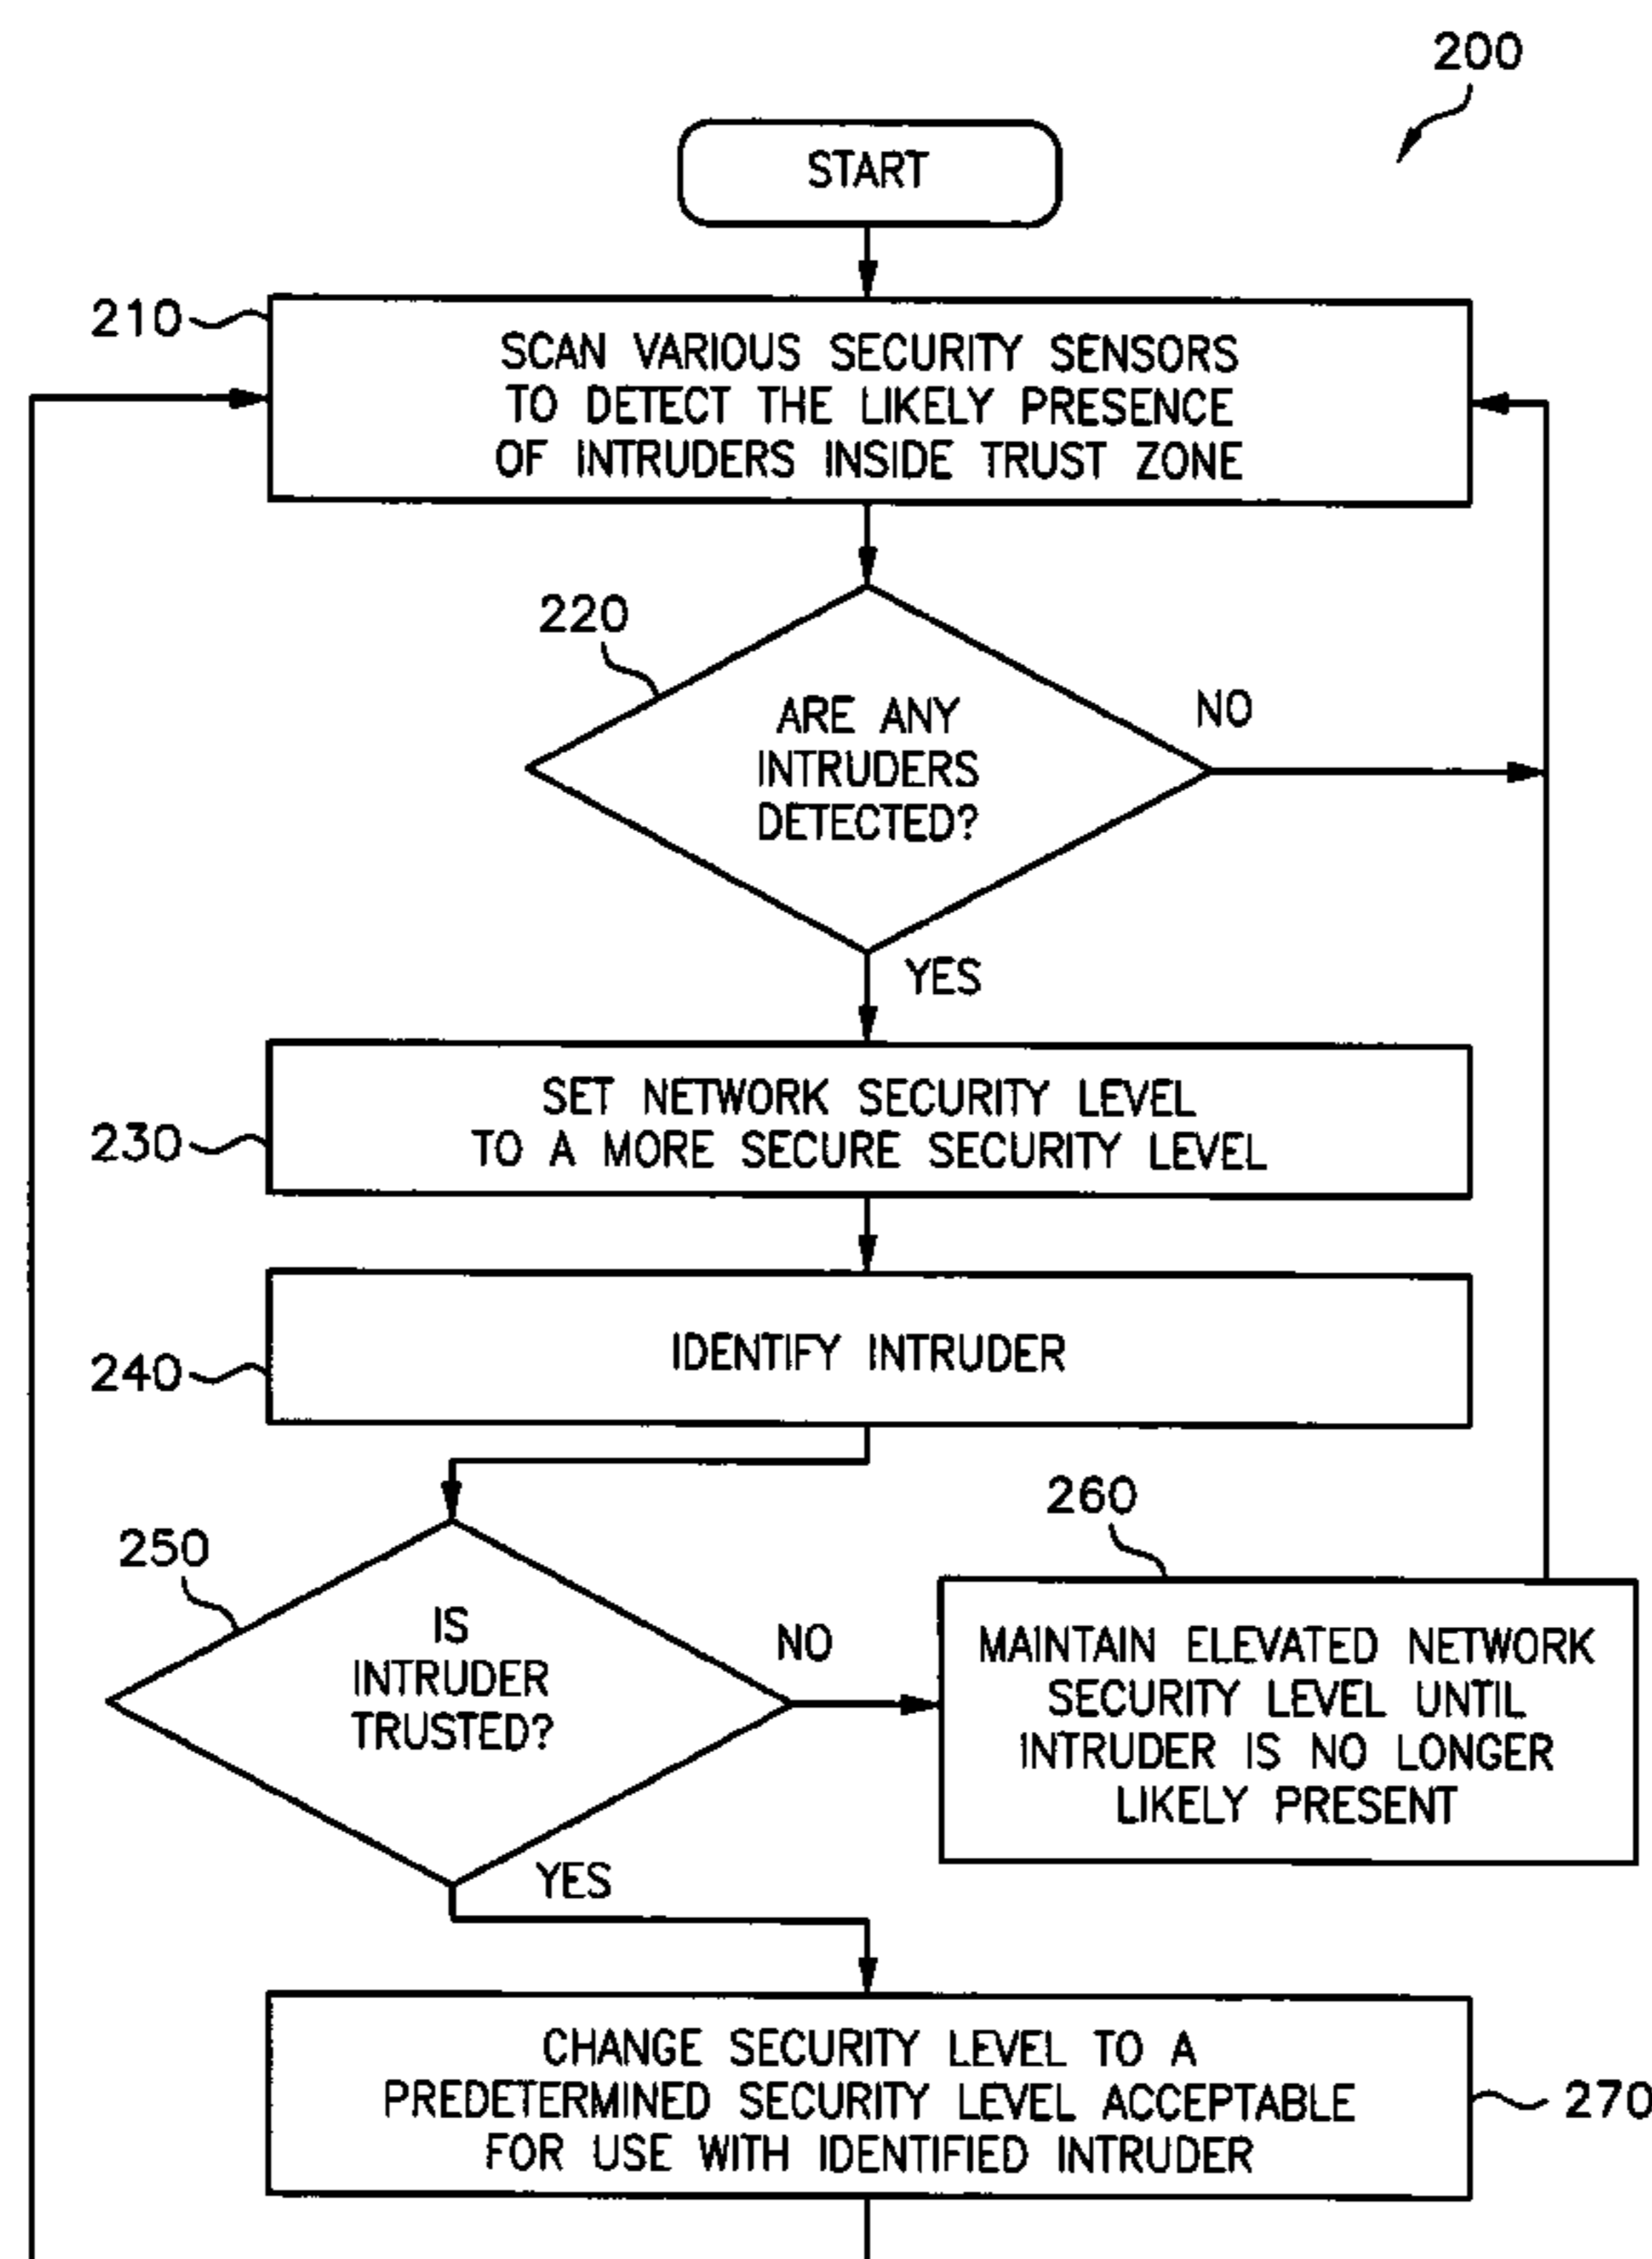 200
START
210
SCAN VARIOUS SECURITY SENSORS
TO DETECT THE LIKELY PRESENCE
OF INTRUDERS INSIDE TRUST ZONE
220
ARE ANY
INTRUDERS
DETECTED?
NO
YES
230
SET NETWORK SECURITY LEVEL
TO A MORE SECURE SECURITY LEVEL
240
IDENTIFY INTRUDER
250
IS
INTRUDER
TRUSTED?
NO
260
MAINTAIN ELEVATED NETWORK
SECURITY LEVEL UNTIL
INTRUDER IS NO LONGER
LIKELY PRESENT
YES
CHANGE SECURITY LEVEL TO A
PREDETERMINED SECURITY LEVEL ACCEPTABLE
FOR USE WITH IDENTIFIED INTRUDER
270